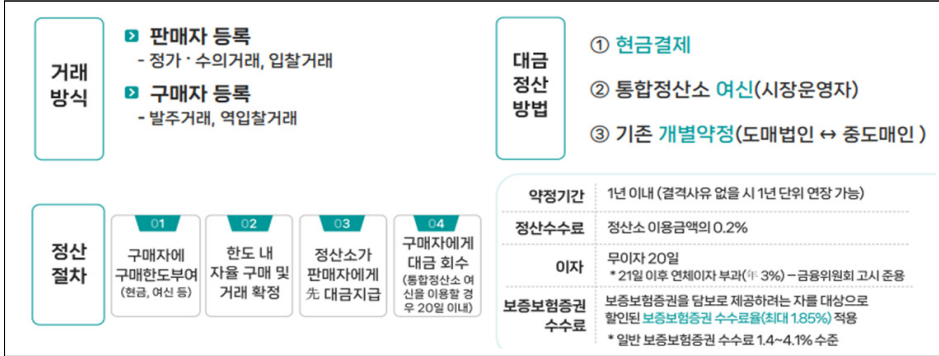 거래
방식
판매자 등록
- 정가 · 수의거래, 입찰거래
구매자 등록
- 발주거래, 역입찰거래
대금
정산
방법
① 현금결제
② 통합정산소 여신(시장운영자)
③ 기존 개별약정(도매법인 ↔ 중도매인 )
정산
절차
01
구매자에
구매한도부여
(현금, 여신 등)
02
한도 내
자율 구매 및
거래 확정
03
정산소가
판매자에게
先 대금지급
04
구매자에게
대금 회수
(통합정산소 여
신을 이용할 경
우 20일 이내)
약정기간 1년 이내 (결격사유 없을 시 1년 단위 연장 가능)
정산수수료 정산소 이용금액의 0.2%
이자 무이자 20일
* 21일 이후 연체이자 부과(年 3%) – 금융위원회 고시 준용
보증보험증권
수수료
보증보험증권을 담보로 제공하려는 자를 대상으로
할인된 보증보험증권 수수료율(최대 1.85%) 적용
* 일반 보증보험증권 수수료 1.4~4.1% 수준